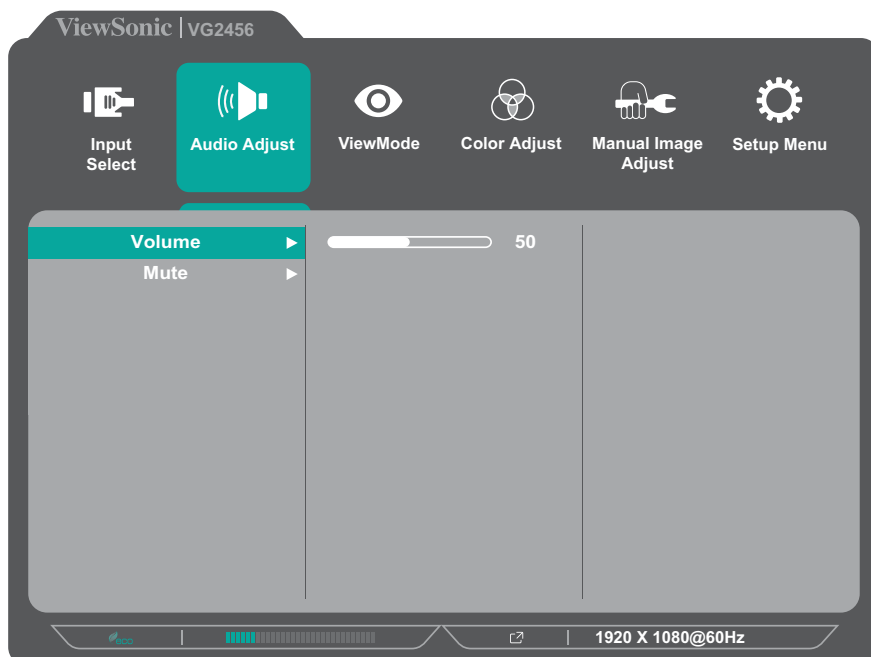 ViewSonic | VG2456
Input
Select
Audio Adjust
ViewMode
Color Adjust
Manual Image
Adjust
Setup Menu
Volume
50
Mute
eco
1920 X 1080@60Hz